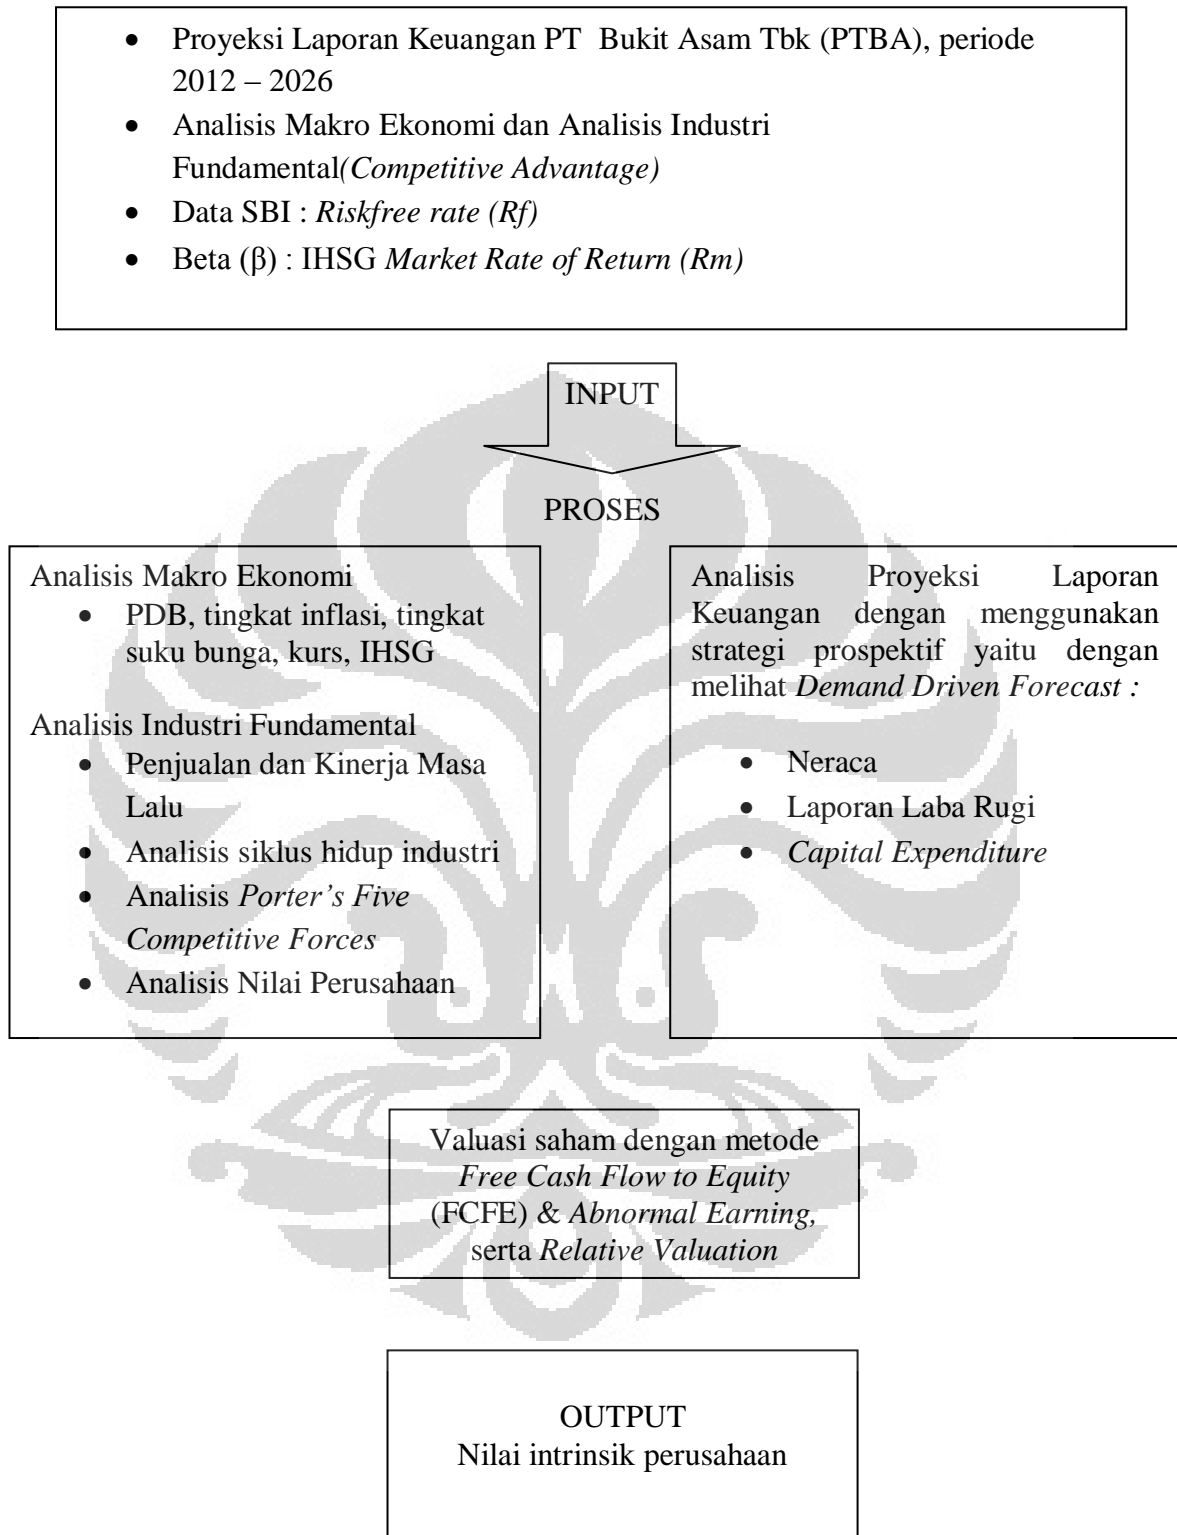 • Proyeksi Laporan Keuangan PT  Bukit Asam Tbk (PTBA), periode
2012 – 2026
• Analisis Makro Ekonomi dan Analisis Industri
Fundamental(Competitive Advantage)
• Data SBI : Riskfree rate (Rf)
• Beta (β) : IHSG Market Rate of Return (Rm)
INPUT
PROSES
Analisis Makro Ekonomi
• PDB, tingkat inflasi, tingkat
suku bunga, kurs, IHSG
Analisis Industri Fundamental
• Penjualan dan Kinerja Masa
Lalu
• Analisis siklus hidup industri
• Analisis Porter’s Five
Competitive Forces
• Analisis Nilai Perusahaan
Analisis Proyeksi Laporan
Keuangan dengan menggunakan
strategi prospektif yaitu dengan
melihat Demand Driven Forecast :
• Neraca
• Laporan Laba Rugi
• Capital Expenditure
Valuasi saham dengan metode
Free Cash Flow to Equity
(FCFE) & Abnormal Earning,
serta Relative Valuation
OUTPUT
Nilai intrinsik perusahaan